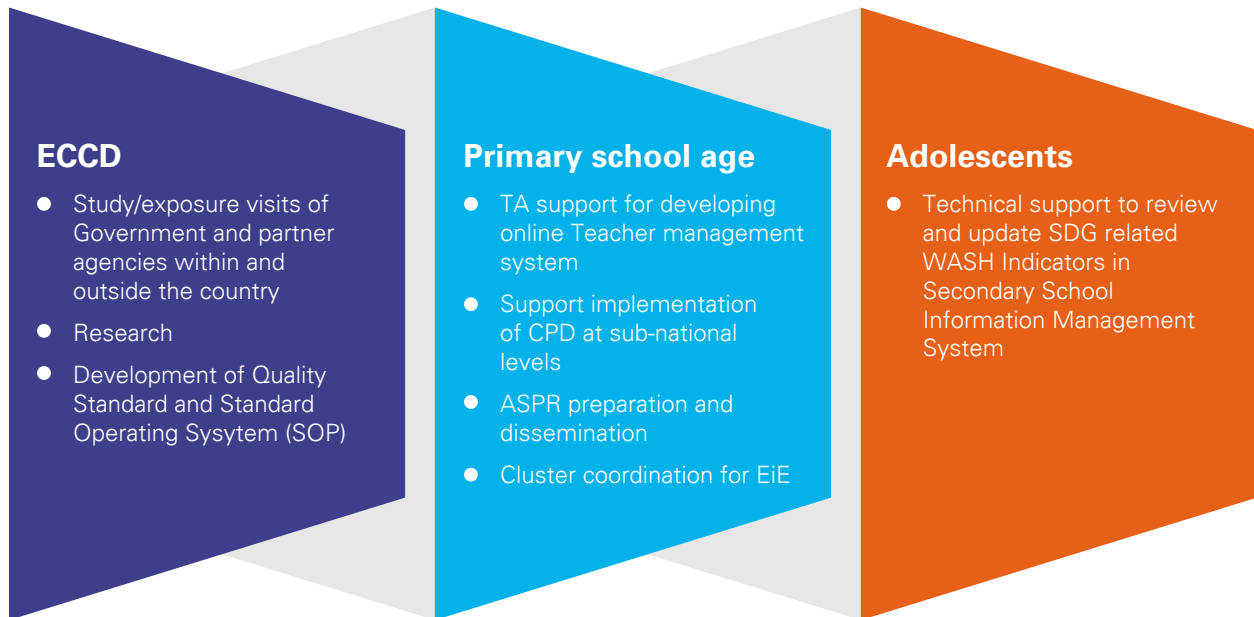 ECCD
● Study/exposure visits of
Government and partner
agencies within and
outside the country
● Research
● Development of Quality
Standard and Standard
Operating Sysytem (SOP)
Primary school age
● TA support for developing
online Teacher management
system
● Support implementation
of CPD at sub-national
levels
● ASPR preparation and
dissemination
● Cluster coordination for EiE
Adolescents
● Technical support to review
and update SDG related
WASH Indicators in
Secondary School
Information Management
System